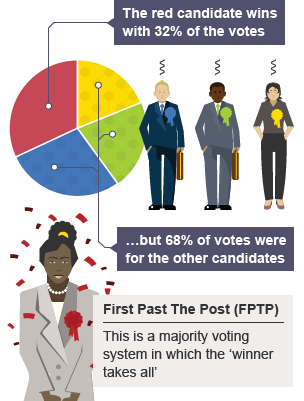 The red candidate wins
with 32% of the votes
…but 68% of votes were
for the other candidates
First Past The Post (FPTP)
This is a majority voting
system in which the ‘winner
takes all’